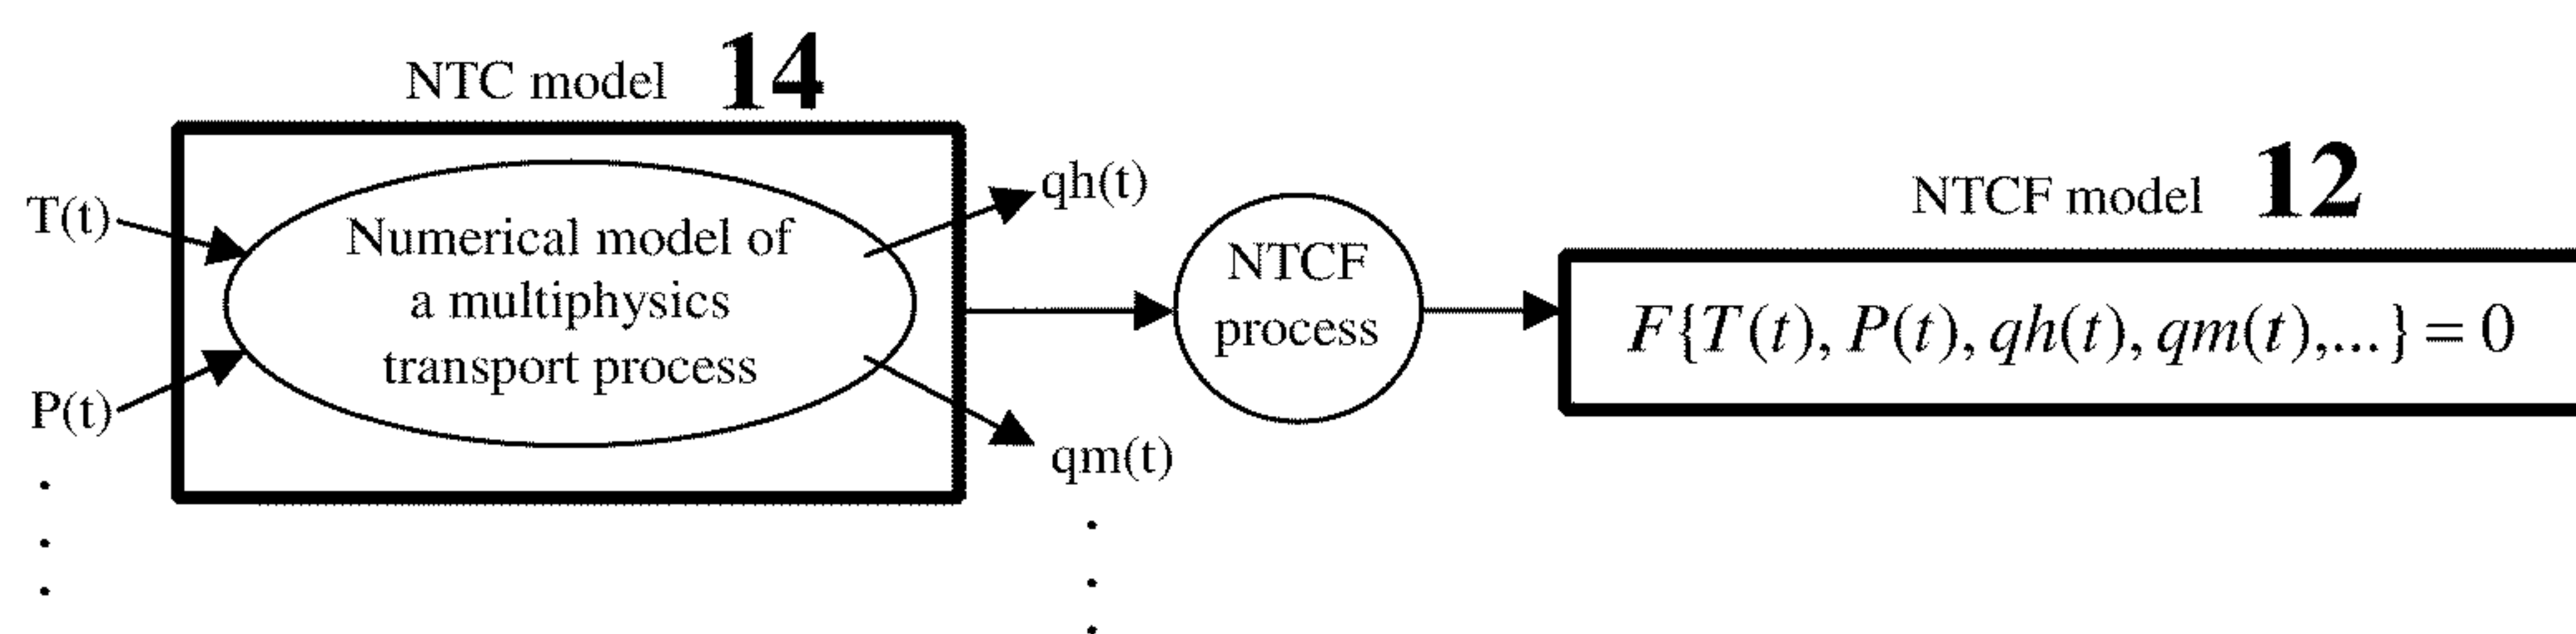 NTC model 14
T(t)
P(t)
Numerical model of
a multiphysics
transport process
qh(t)
qm(t)
NTCF
process
NTCF model 12
F{T(t), P(t), qh(t), qm(t),...} = 0